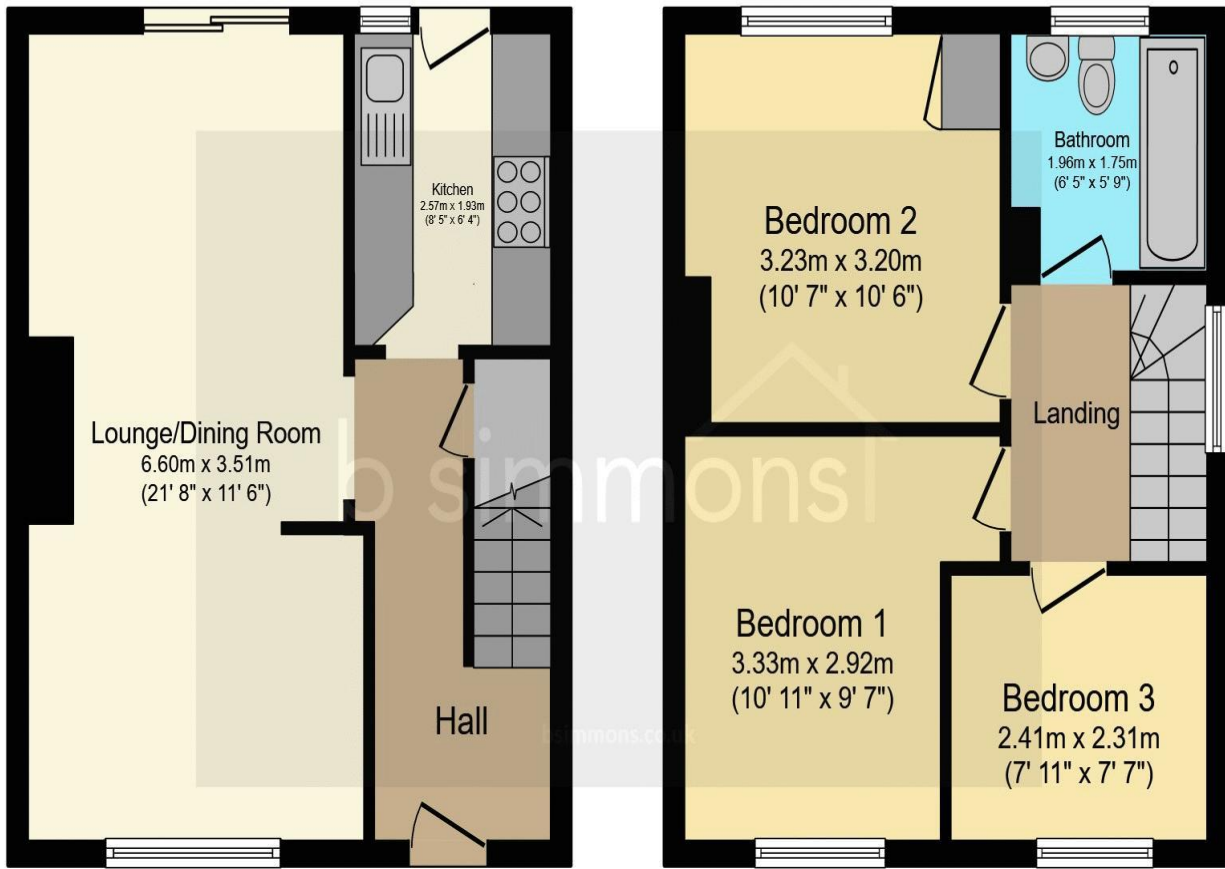 Kitchen
2.57m x 1.93m
(8' 5" x 6' 4")
Lounge/Dining Room
6.60m x 3.51m
(21' 8" x 11' 6")
Hall
Bathroom
1.96m x 1.75m
(6' 5" x 5' 9")
Bedroom 2
3.23m x 3.20m
(10' 7" x 10' 6")
Landing
Bedroom 1
3.33m x 2.92m
(10' 11" x 9' 7")
Bedroom 3
2.41m x 2.31m
(7' 11" x 7' 7")
b simmons
bsimmons.co.uk